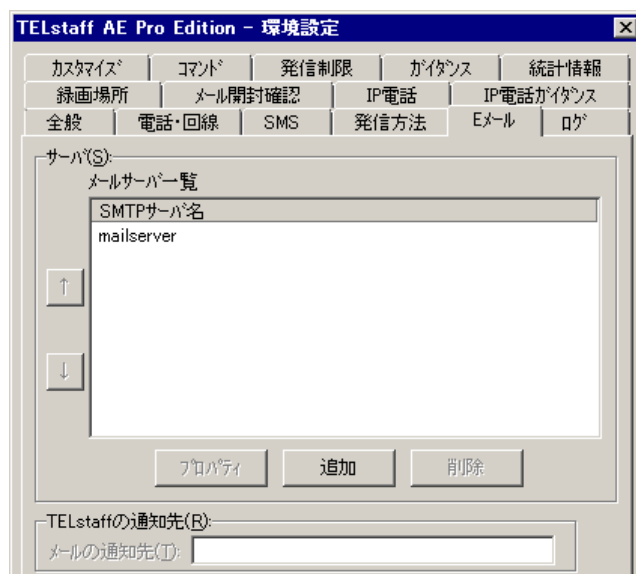 TELstaff AE Pro Edition - 環境設定
ｶｽﾀﾏｲｽﾞ ｺﾏﾝﾄﾞ 発信制限 ｶﾞｲﾀﾞﾝｽ 統計情報
録画場所 ﾒｰﾙ開封確認 IP電話 IP電話ｶﾞｲﾀﾞﾝｽ
全般 電話・回線 SMS 発信方法 Eﾒｰﾙ ﾛｸﾞ
ｻｰﾊﾞ(S):
ﾒｰﾙｻｰﾊﾞ一覧
SMTPｻｰﾊﾞ名
mailserver
↑
↓
ﾌﾟﾛﾊﾟﾃｨ 追加 削除
TELstaffの通知先(R):
ﾒｰﾙの通知先(T):